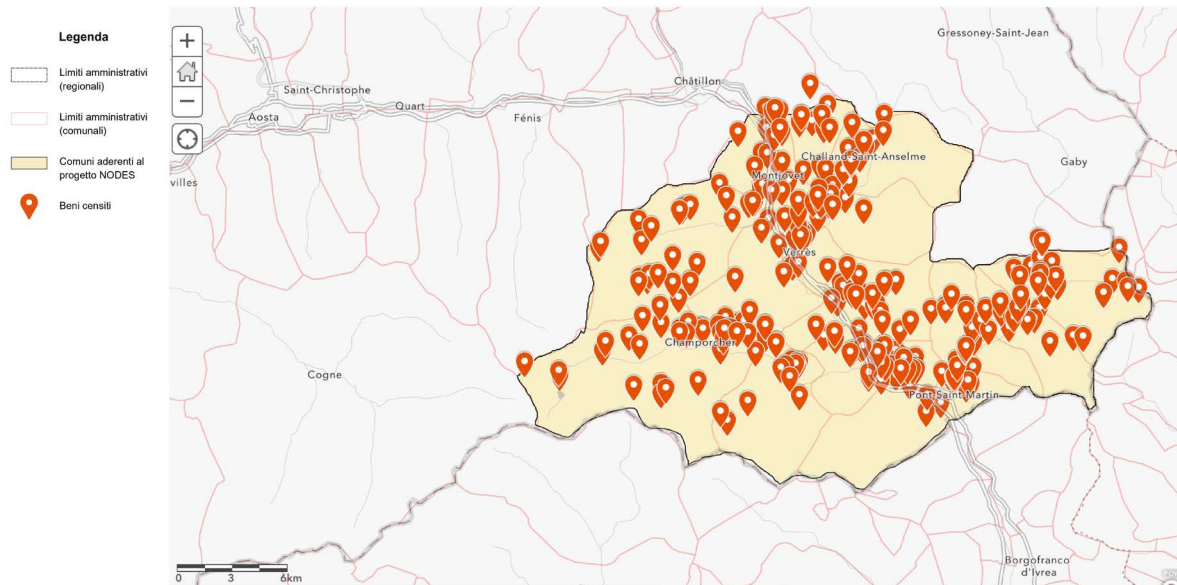 Legenda
Limiti amministrativi
(regionali)
Limiti amministrativi
(comunali)
Comuni aderenti al
progetto NODES
Beni censiti
+
−
Gressoney-Saint-Jean
Châtillon
Saint-Christophe
Quart
Aosta
Fénis
Challand-Saint-Anselme
Gaby
Montjovet
villes
Verrès
Champorcher
Cogne
Pont-Saint-Martin
Borgofranco
d'Ivrea
0 3 6km